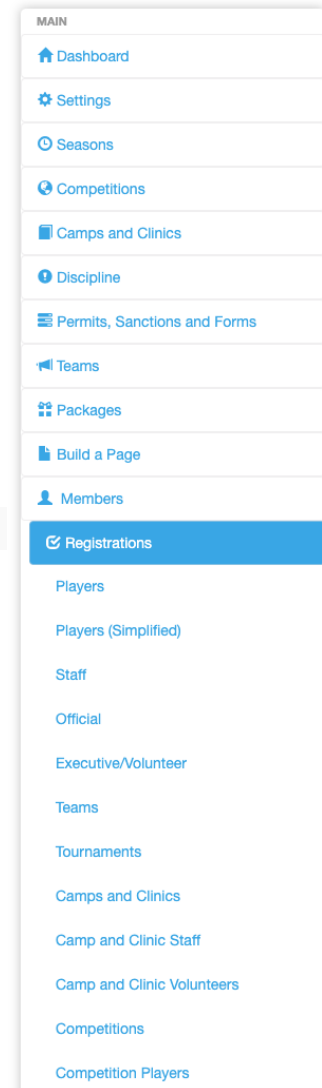 MAIN
Dashboard
Settings
Seasons
Competitions
Camps and Clinics
Discipline
Permits, Sanctions and Forms
Teams
Packages
Build a Page
Members
Registrations
Players
Players (Simplified)
Staff
Official
Executive/Volunteer
Teams
Tournaments
Camps and Clinics
Camp and Clinic Staff
Camp and Clinic Volunteers
Competitions
Competition Players